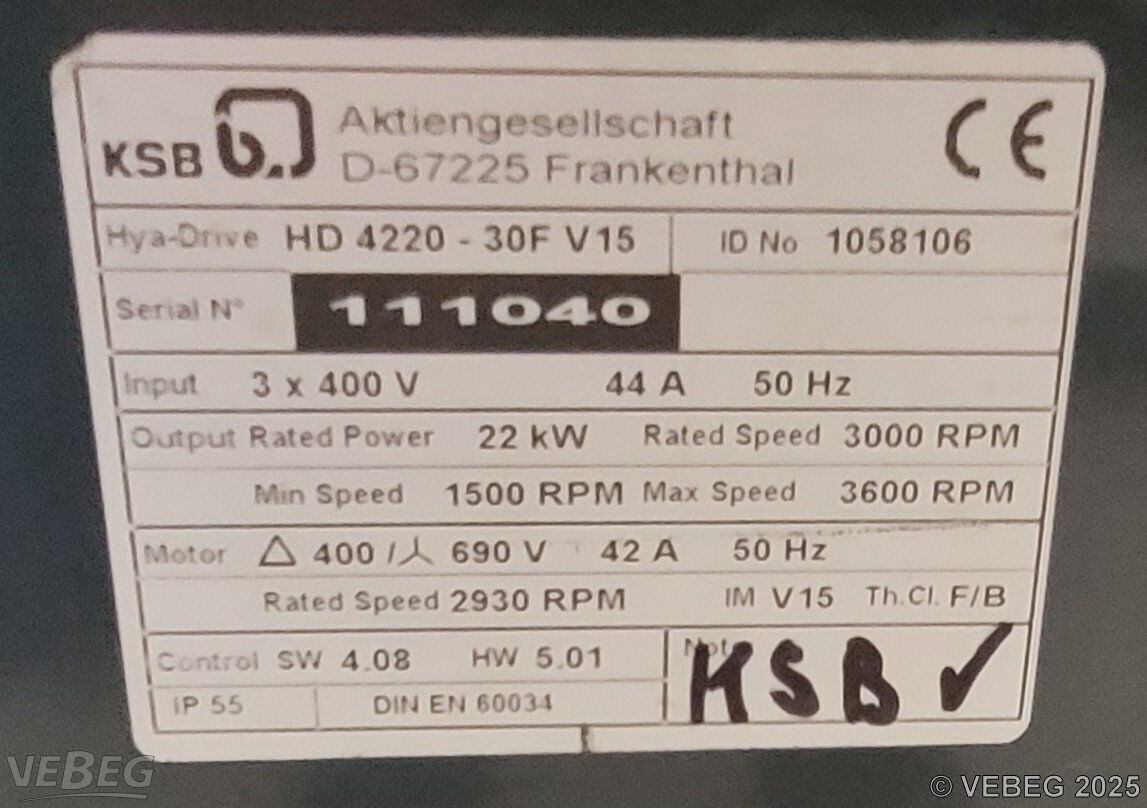 KSB Aktiengesellschaft
D-67225 Frankenthal
CE
Hya-Drive HD 4220 - 30F V15 ID No 1058106
Serial N° 111040
Input 3 x 400 V 44 A 50 Hz
Output Rated Power 22 kW Rated Speed 3000 RPM
Min Speed 1500 RPM Max Speed 3600 RPM
Motor △ 400 / 人 690 V 42 A 50 Hz
Rated Speed 2930 RPM IM V15 Th.Cl. F/B
Control SW 4.08 HW 5.01
KSB ✓
IP 55 DIN EN 60034
VEBEG
© VEBEG 2025